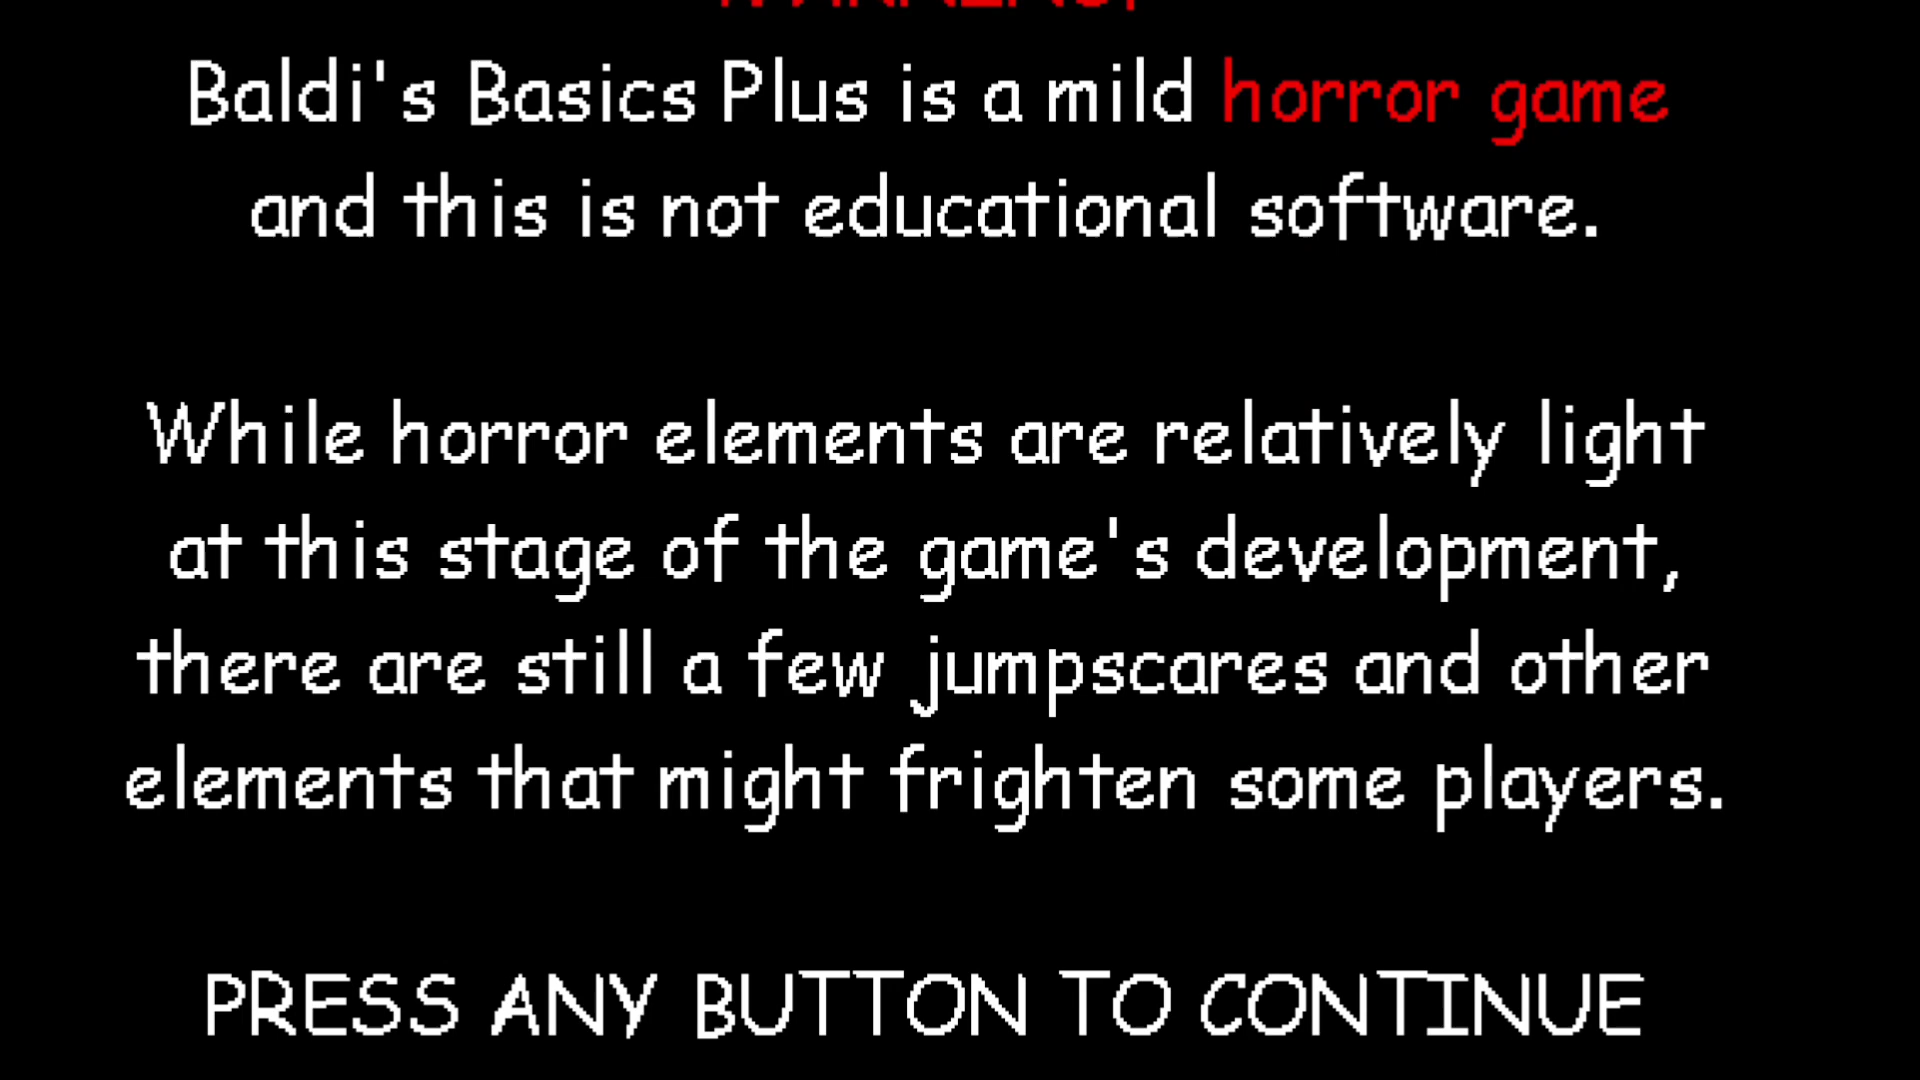 Baldi's Basics Plus is a mild horror game
and this is not educational software.
While horror elements are relatively light
at this stage of the game's development,
there are still a few jumpscares and other
elements that might frighten some players.
PRESS ANY BUTTON TO CONTINUE